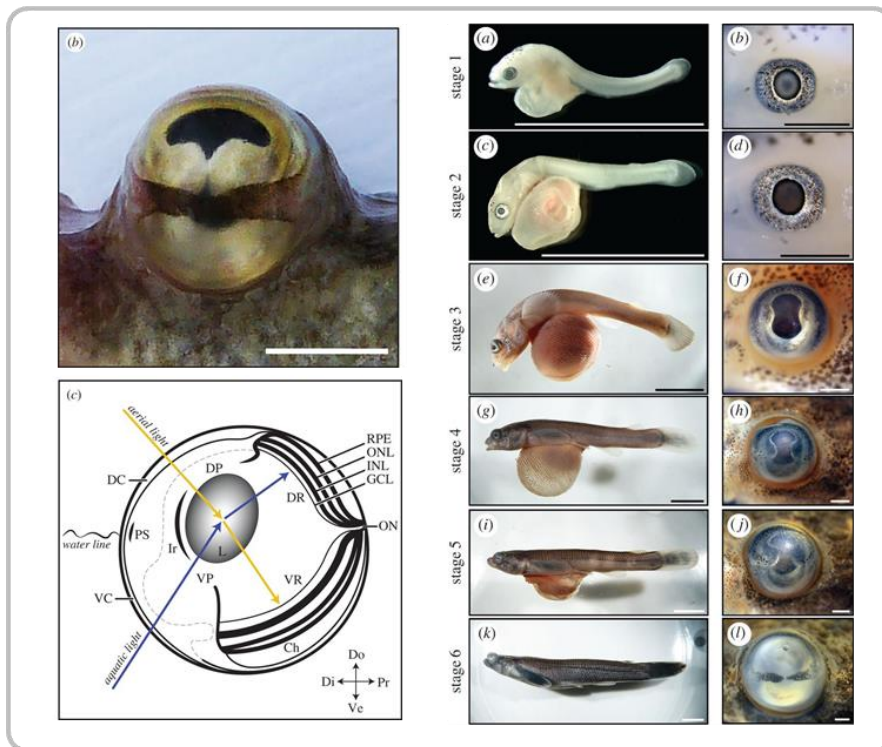 (b)
(c)
aerial light
DP
RPE
ONL
INL
GCL
DC
DR
ON
PS
water line
Ir
L
VP
VR
VC
Ch
aquatic light
Do
Di
Pr
Ve
stage 1
(a)
(b)
stage 2
(c)
(d)
stage 3
(e)
(f)
stage 4
(g)
(h)
stage 5
(i)
(j)
stage 6
(k)
(l)